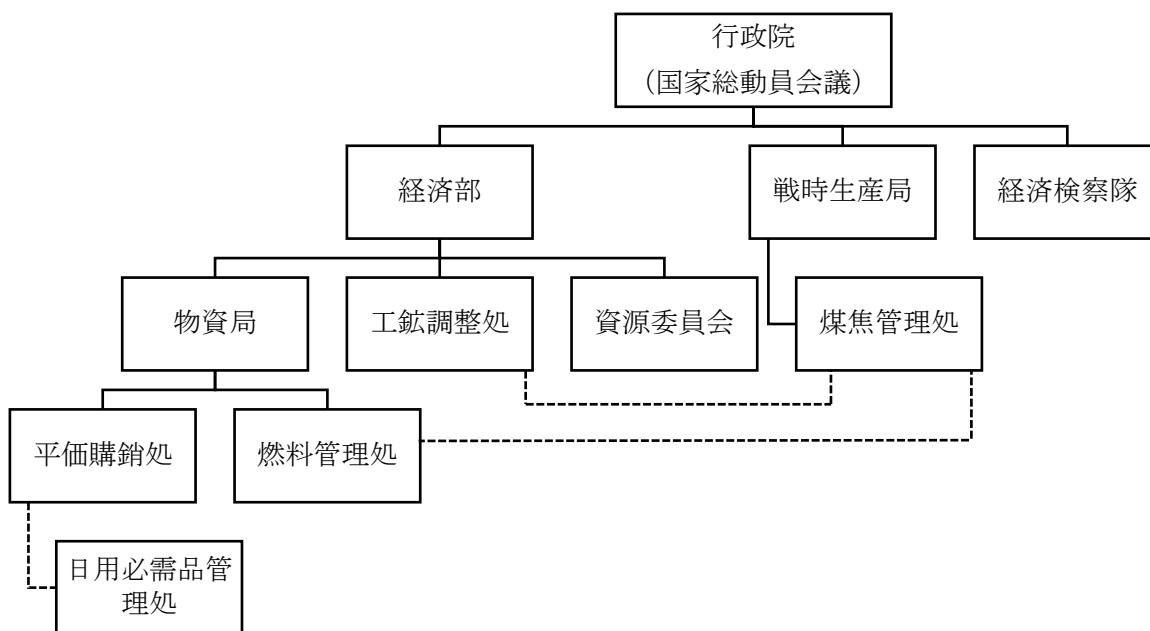 行政院
（国家総動員会議）
経済部
戦時生産局
経済検察隊
物資局
工鉱調整処
資源委員会
煤焦管理処
平価購銷処
燃料管理処
日用必需品管
理処